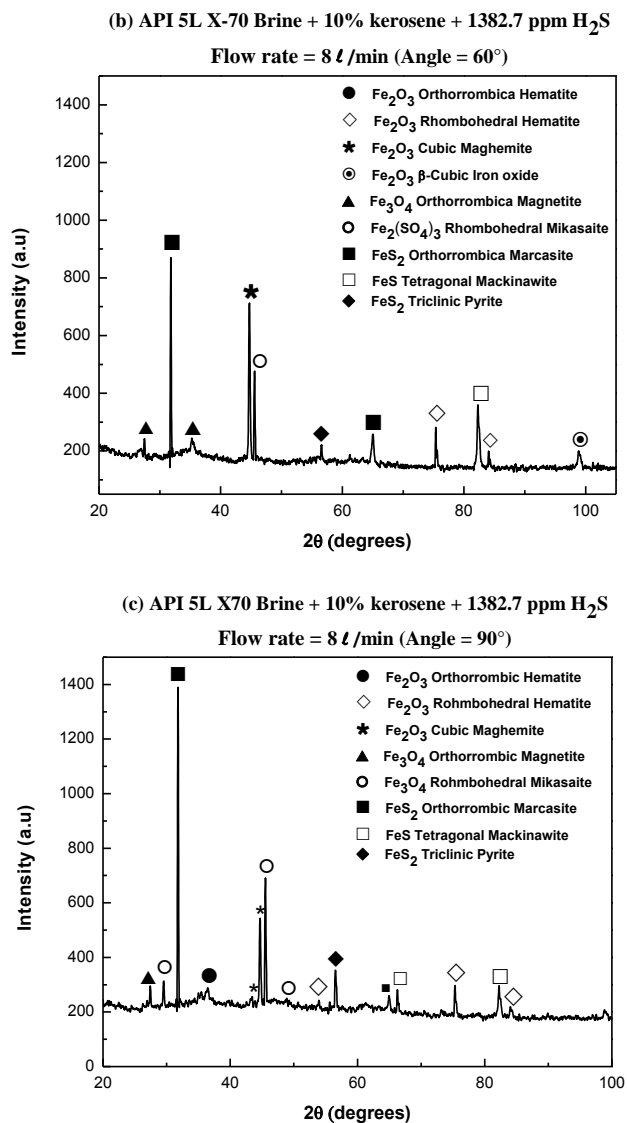 (b) API 5L X-70 Brine + 10% kerosene + 1382.7 ppm H2S
Flow rate = 8 ℓ /min (Angle = 60°)
1400
1200
1000
800
600
400
200
Intensity (a.u)
Fe2O3 Orthorrombica Hematite
Fe2O3 Rhombohedral Hematite
Fe2O3 Cubic Maghemite
Fe2O3 β-Cubic Iron oxide
Fe3O4 Orthorrombica Magnetite
Fe2(SO4)3 Rhombohedral Mikasaite
FeS2 Orthorrombica Marcasite
FeS Tetragonal Mackinawite
FeS2 Triclinic Pyrite
20 40 60 80 100
2θ (degrees)
(c) API 5L X70 Brine + 10% kerosene + 1382.7 ppm H2S
Flow rate = 8 ℓ /min (Angle = 90°)
1400
1200
1000
800
600
400
200
0
Intensity (a.u)
Fe2O3 Orthorrombic Hematite
Fe2O3 Rohmbohedral Hematite
Fe2O3 Cubic Maghemite
Fe3O4 Orthorrombic Magnetite
Fe3O4 Rohmbohedral Mikasaite
FeS2 Orthorrombic Marcasite
FeS Tetragonal Mackinawite
FeS2 Triclinic Pyrite
20 40 60 80 100
2θ (degrees)